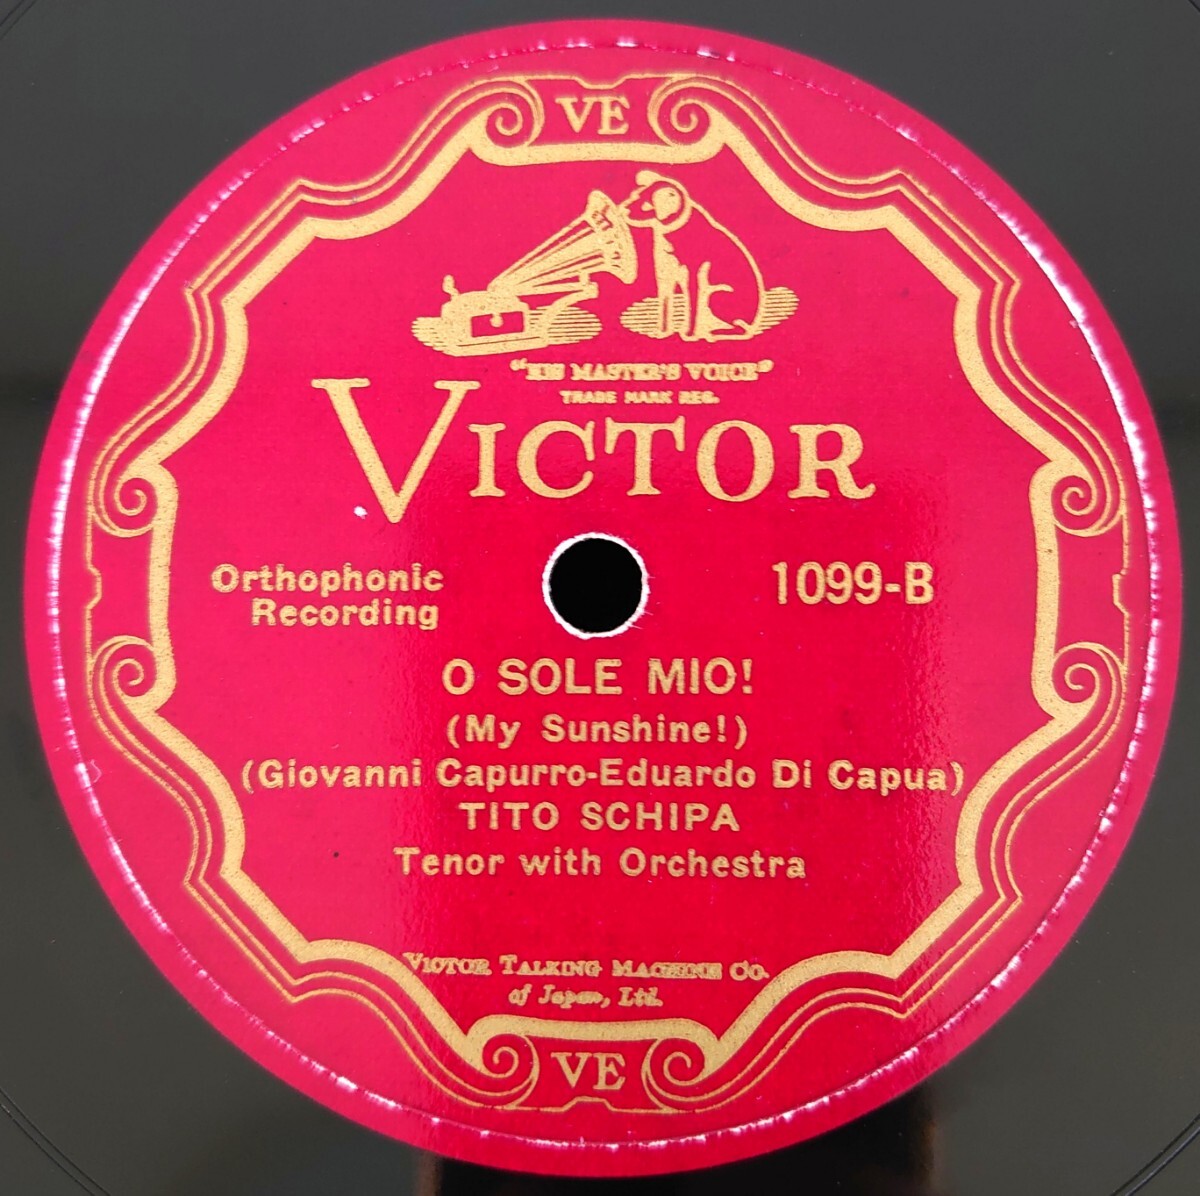 VE
"HIS MASTER'S VOICE"
TRADE MARK REG.
VICTOR
Orthophonic
Recording
1099-B
O SOLE MIO!
(My Sunshine!)
(Giovanni Capurro-Eduardo Di Capua)
TITO SCHIPA
Tenor with Orchestra
VICTOR TALKING MACHINE CO.
of Japan, Ltd.
VE